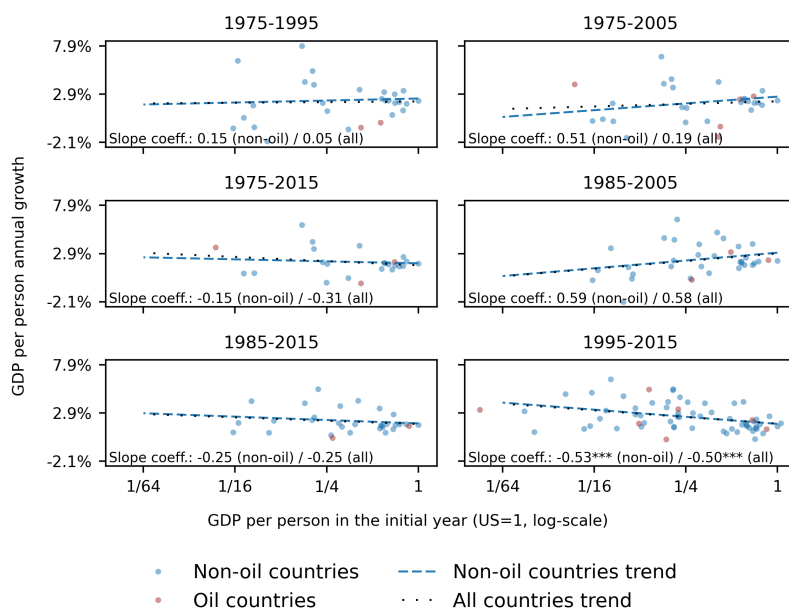 1975-1995
1975-2005
7.9%
2.9%
-2.1%
Slope coeff.: 0.15 (non-oil) / 0.05 (all)
Slope coeff.: 0.51 (non-oil) / 0.19 (all)
1975-2015
1985-2005
7.9%
2.9%
-2.1%
Slope coeff.: -0.15 (non-oil) / -0.31 (all)
Slope coeff.: 0.59 (non-oil) / 0.58 (all)
GDP per person annual growth
1985-2015
1995-2015
7.9%
2.9%
-2.1%
Slope coeff.: -0.25 (non-oil) / -0.25 (all)
Slope coeff.: -0.53*** (non-oil) / -0.50*** (all)
1/64 1/16 1/4 1
1/64 1/16 1/4 1
GDP per person in the initial year (US=1, log-scale)
Non-oil countries
Oil countries
Non-oil countries trend
All countries trend